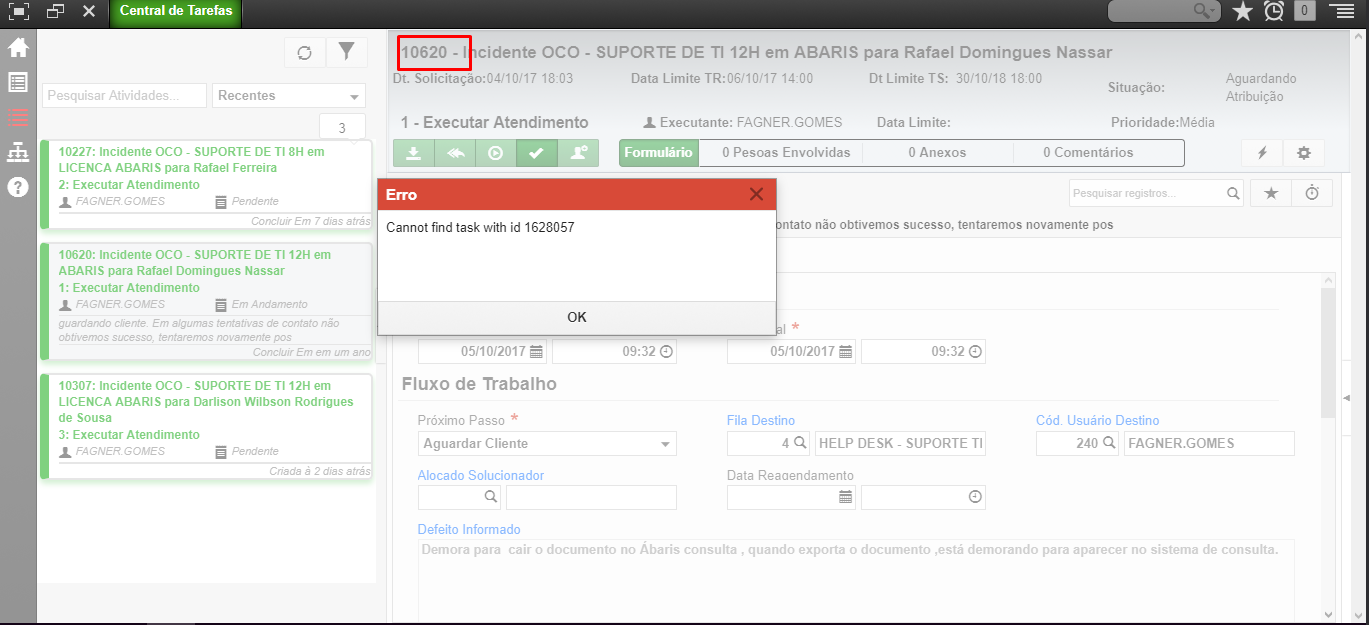 Central de Tarefas
0
Pesquisar Atividades...
Recentes
3
10227: Incidente OCO - SUPORTE DE TI 8H em
LICENCA ABARIS para Rafael Ferreira
2: Executar Atendimento
FAGNER.GOMES
Pendente
Concluir Em 7 dias atrás
10620: Incidente OCO - SUPORTE DE TI 12H em
ABARIS para Rafael Domingues Nassar
1: Executar Atendimento
FAGNER.GOMES
Em Andamento
guardando cliente. Em algumas tentativas de contato não
obtivemos sucesso, tentaremos novamente pos
Concluir Em em um ano
10307: Incidente OCO - SUPORTE DE TI 12H em
LICENCA ABARIS para Darlison Wilbson Rodrigues
de Sousa
3: Executar Atendimento
FAGNER.GOMES
Pendente
Criada à 2 dias atrás
10620 - Incidente OCO - SUPORTE DE TI 12H em ABARIS para Rafael Domingues Nassar
Dt. Solicitação:04/10/17 18:03
Data Limite TR:06/10/17 14:00
Dt Limite TS: 30/10/18 18:00
Situação:
Aguardando
Atribuição
1 - Executar Atendimento
Executante: FAGNER.GOMES
Data Limite:
Prioridade:Média
Formulário
0 Pesoas Envolvidas
0 Anexos
0 Comentários
Erro
Cannot find task with id 1628057
OK
Pesquisar registros...
ontato não obtivemos sucesso, tentaremos novamente pos
al *
05/10/2017
09:32
05/10/2017
09:32
Fluxo de Trabalho
Próximo Passo *
Fila Destino
Cód. Usuário Destino
Aguardar Cliente
4
HELP DESK - SUPORTE TI
240
FAGNER.GOMES
Alocado Solucionador
Data Reagendamento
Defeito Informado
Demora para  cair o documento no Ábaris consulta , quando exporta o documento ,está demorando para aparecer no sistema de consulta.